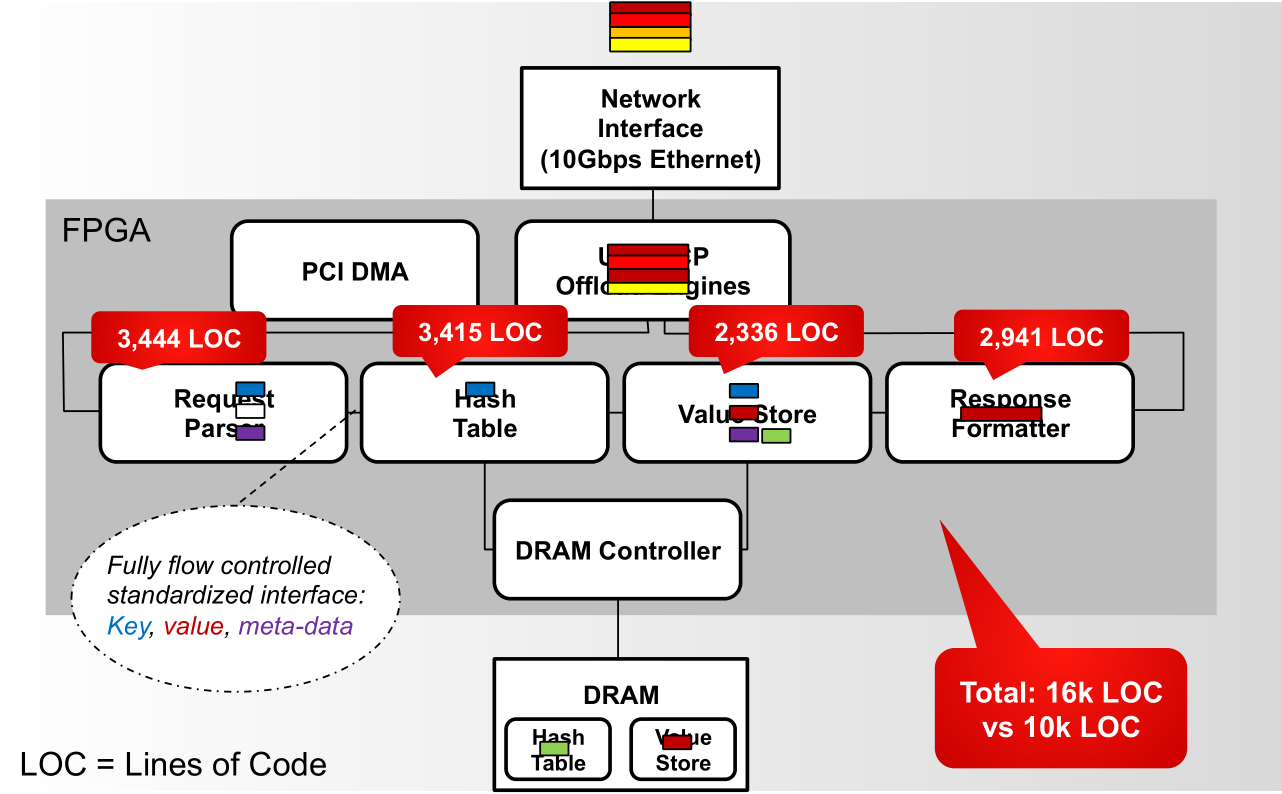 Network
Interface
(10Gbps Ethernet)
FPGA
PCI DMA
3,444 LOC
3,415 LOC
2,336 LOC
2,941 LOC
Request
Parser
Hash
Table
Value Store
Response
Formatter
DRAM Controller
Fully flow controlled
standardized interface:
Key, value, meta-data
DRAM
Hash
Table
Value
Store
Total: 16k LOC
vs 10k LOC
LOC = Lines of Code